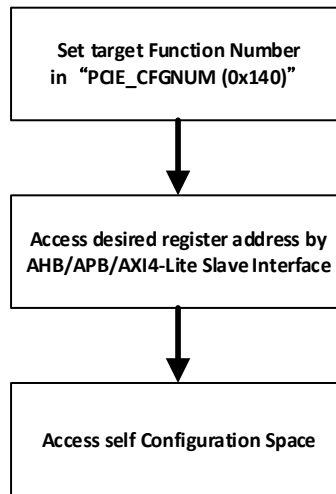 Set target Function Number
in “PCIE_CFGNUM (0x140)”
Access desired register address by
AHB/APB/AXI4-Lite Slave Interface
Access self Configuration Space